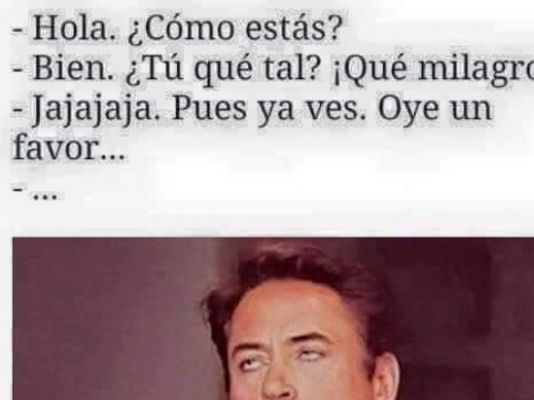 - Hola. ¿Cómo estás?
- Bien. ¿Tú qué tal? ¡Qué milagro
- Jajajaja. Pues ya ves. Oye un
favor...
- ...